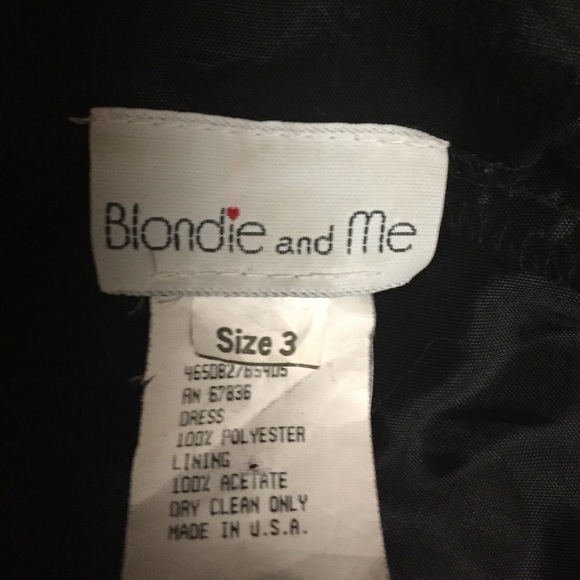 Blondie and Me
Size 3
RN 67836
DRESS
100% POLYESTER
LINING
100% ACETATE
DRY CLEAN ONLY
MADE IN U.S.A.